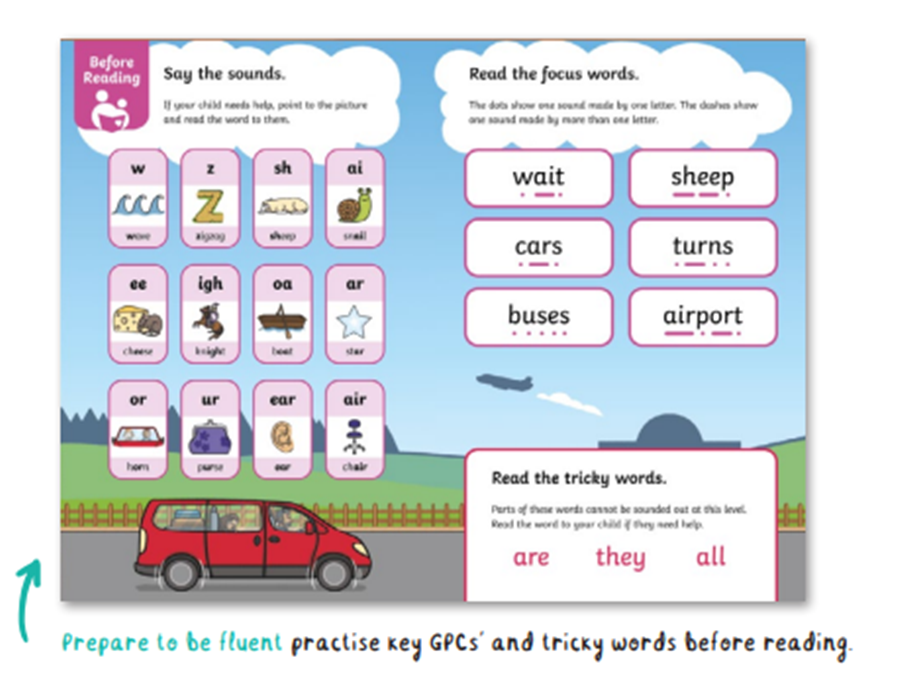 Before
Reading
Say the sounds.
If your child needs help, point to the picture
and read the word to them.
w
wave
z
zigzag
sh
sheep
ai
snail
ee
cheese
igh
knight
oa
boat
ar
star
or
horn
ur
purse
ear
ear
air
chair
Read the focus words.
The dots show one sound made by one letter. The dashes show
one sound made by more than one letter.
wait
sheep
cars
turns
buses
airport
Read the tricky words.
Parts of these words cannot be sounded out at this level.
Read the word to your child if they need help.
are they all
Prepare to be fluent practise key GPCs' and tricky words before reading.